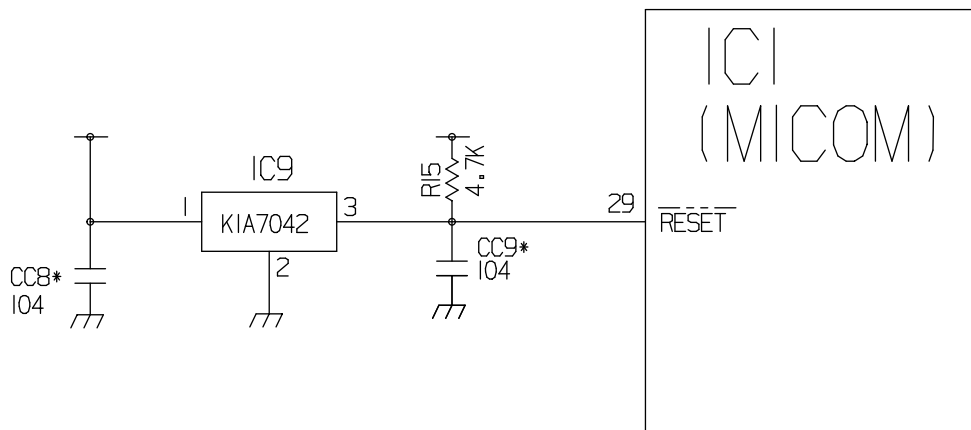 IC1
(MICOM)
IC9
1
KIA7042
3
2
R15
4.7K
29
RESET
CC8*
104
CC9*
104